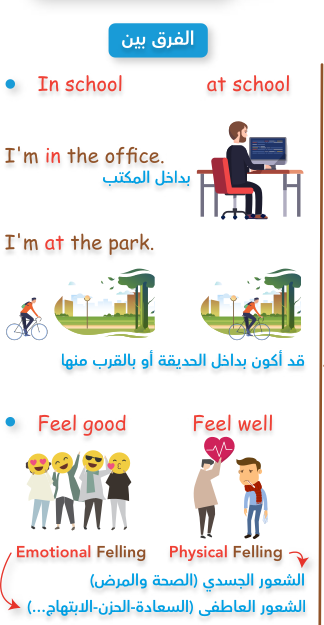 الفرق بين
In school at school
I'm in the office.
بداخل المكتب
I'm at the park.
قد أكون بداخل الحديقة أو بالقرب منها
Feel good Feel well
Emotional Felling Physical Felling
الشعور الجسدي (الصحة والمرض)
الشعور العاطفى (السعادة-الحزن-الابتهاج...)